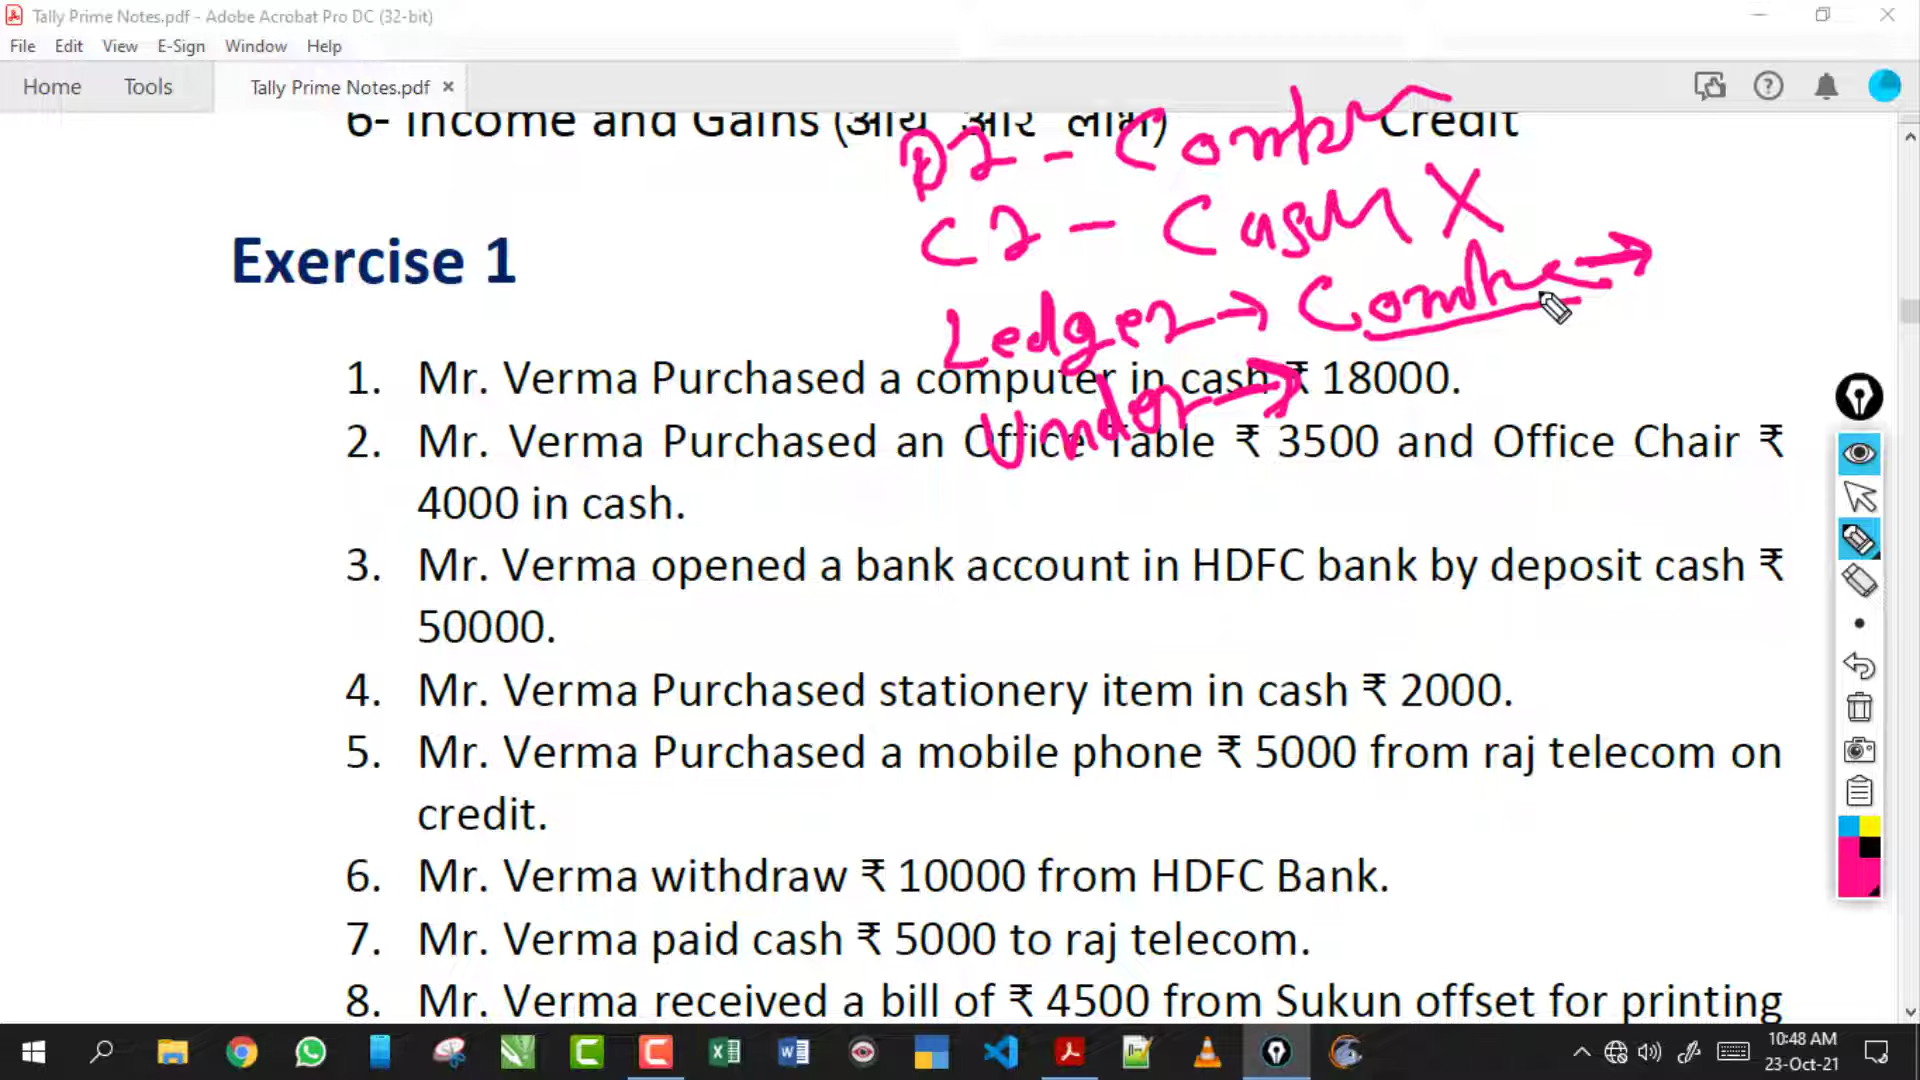 Tally Prime Notes.pdf - Adobe Acrobat Pro DC (32-bit)
File Edit View E-Sign Window Help
Home Tools Tally Prime Notes.pdf ×
6- Income and Gains (आय और लाभ) Credit
Exercise 1
Ledger →
Under →
1. Mr. Verma Purchased a computer in cash ₹ 18000.
2. Mr. Verma Purchased an Office Table ₹ 3500 and Office Chair ₹
4000 in cash.
3. Mr. Verma opened a bank account in HDFC bank by deposit cash ₹
50000.
4. Mr. Verma Purchased stationery item in cash ₹ 2000.
5. Mr. Verma Purchased a mobile phone ₹ 5000 from raj telecom on
credit.
6. Mr. Verma withdraw ₹ 10000 from HDFC Bank.
7. Mr. Verma paid cash ₹ 5000 to raj telecom.
8. Mr. Verma received a bill of ₹ 4500 from Sukun offset for printing
10:48 AM
23-Oct-21